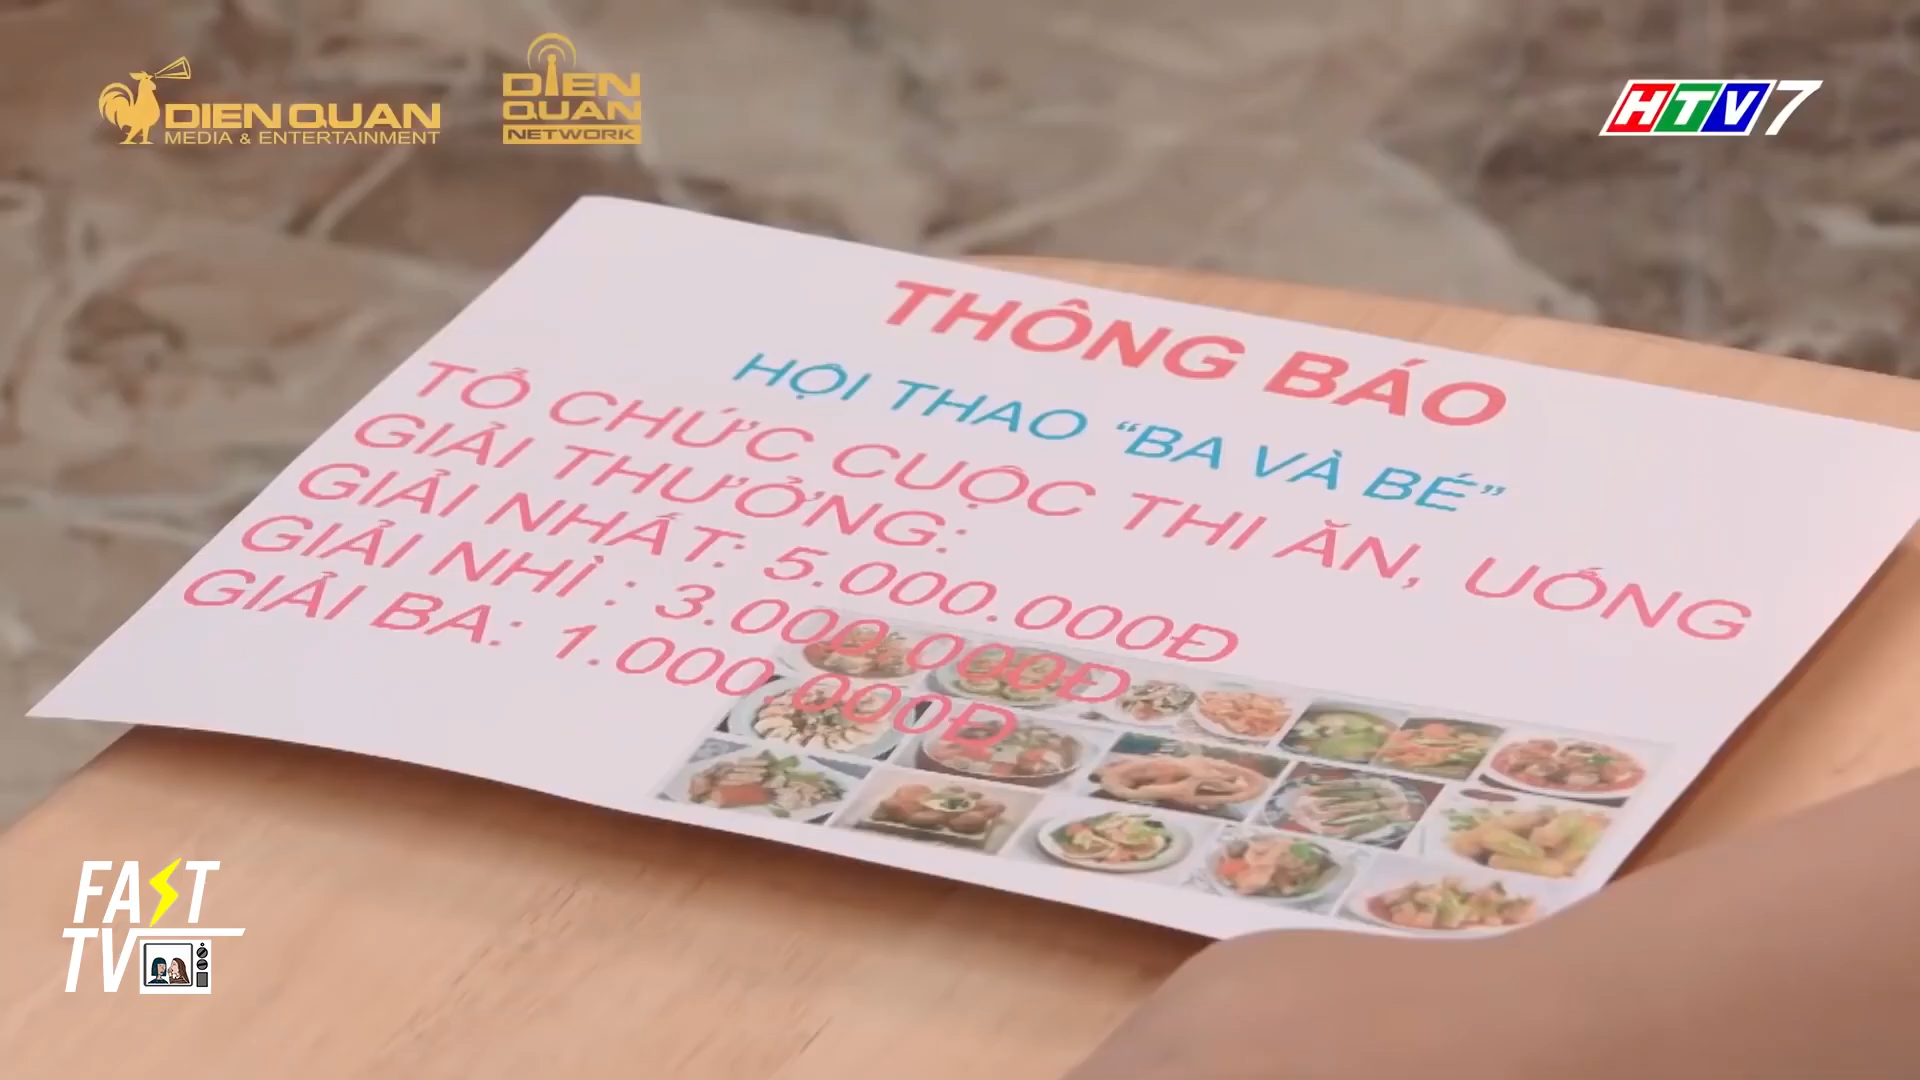 DIEN QUAN
MEDIA & ENTERTAINMENT
DIEN
QUAN
NETWORK
HTV7
THÔNG BÁO
HỘI THAO “BA VÀ BÉ”
TỔ CHỨC CUỘC THI ĂN, UỐNG
GIẢI THƯỞNG:
GIẢI NHẤT: 5.000.000Đ
GIẢI NHÌ : 3.000.000Đ
GIẢI BA: 1.000.000Đ
FAST
TV